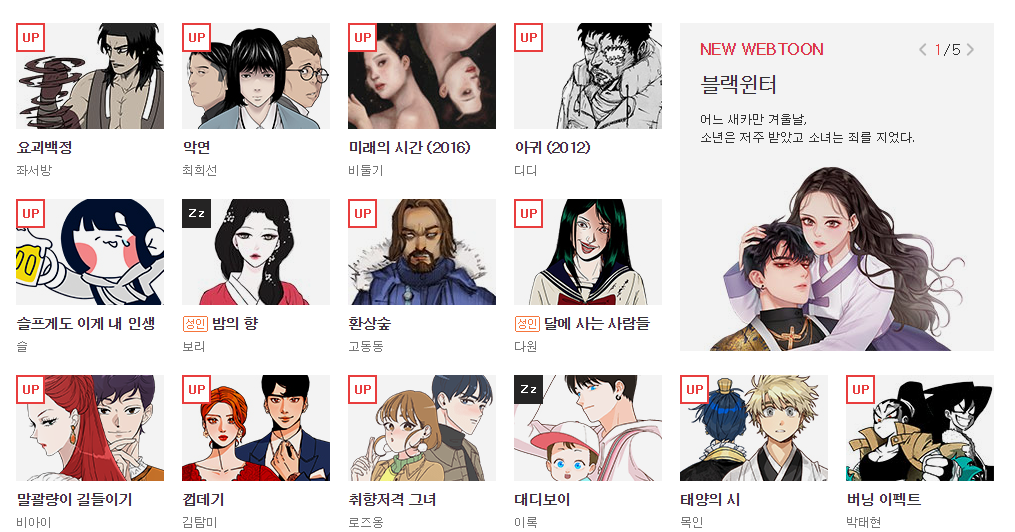 UP
UP
UP
UP
요괴백정
악연
미래의 시간 (2016)
아귀 (2012)
좌서방
최희선
비둘기
디디
NEW WEBTOON
1/5
블랙윈터
어느 새카만 겨울날,
소년은 저주 받았고 소녀는 죄를 지었다.
UP
Zz
UP
UP
슬프게도 이게 내 인생
성인 밤의 향
환상숲
성인 달에 사는 사람들
슬
보리
고동동
다원
UP
UP
UP
Zz
UP
UP
말괄량이 길들이기
껍데기
취향저격 그녀
대디보이
태양의 시
버닝 이펙트
비아이
김탐미
로즈옹
이록
목인
박태현